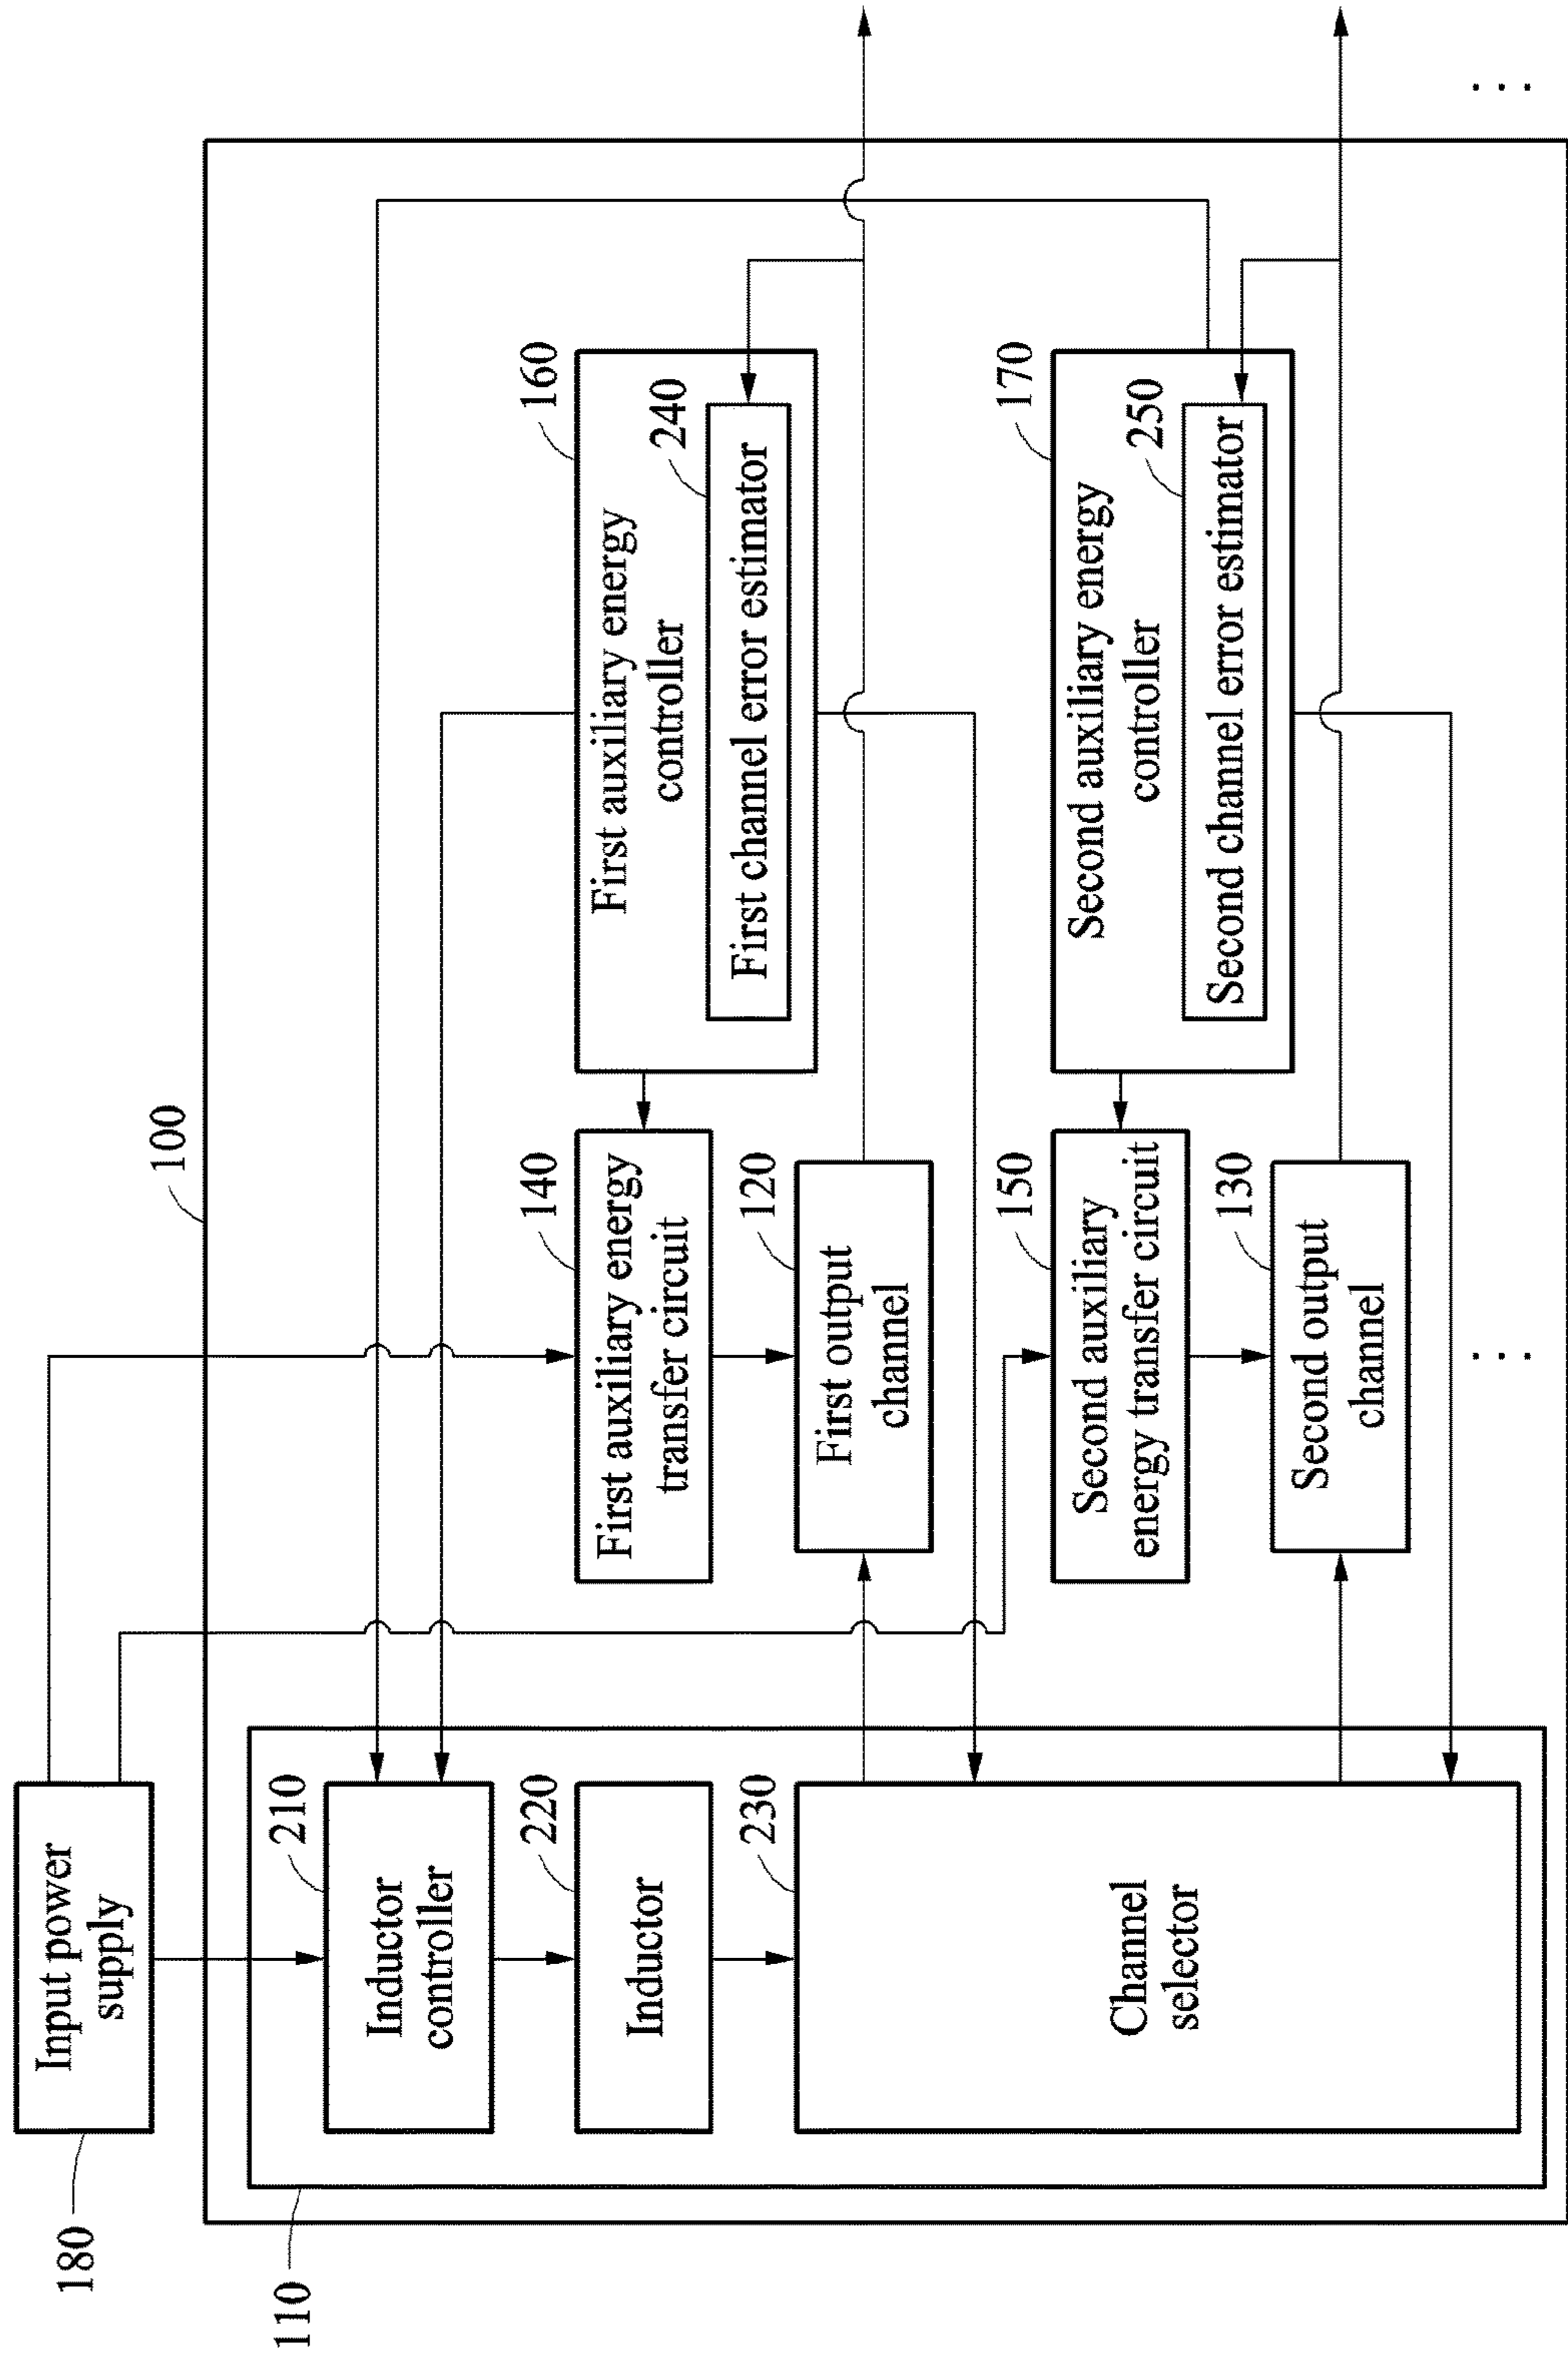 180
Input power
supply
100
110
210
Inductor
controller
220
Inductor
230
Channel
selector
140
First auxiliary energy
transfer circuit
120
First output
channel
150
Second auxiliary
energy transfer circuit
130
Second output
channel
...
160
First auxiliary energy
controller
240
First channel error estimator
170
Second auxiliary energy
controller
250
Second channel error estimator
...